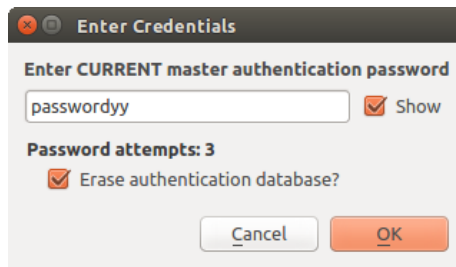 Enter Credentials
Enter CURRENT master authentication password
passwordyy Show
Password attempts: 3
Erase authentication database?
Cancel OK